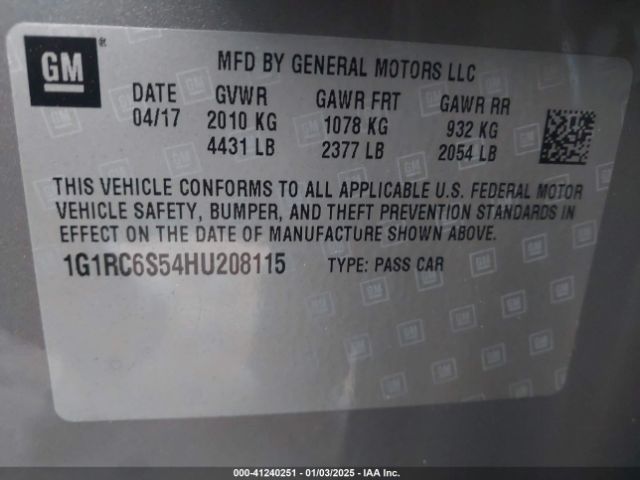 GM
MFD BY GENERAL MOTORS LLC
DATE GVWR GAWR FRT GAWR RR
04/17 2010 KG 1078 KG 932 KG
4431 LB 2377 LB 2054 LB
THIS VEHICLE CONFORMS TO ALL APPLICABLE U.S. FEDERAL MOTOR
VEHICLE SAFETY, BUMPER, AND THEFT PREVENTION STANDARDS IN
EFFECT ON THE DATE OF MANUFACTURE SHOWN ABOVE.
1G1RC6S54HU208115 TYPE: PASS CAR
000-41240251 - 01/03/2025 - IAA Inc.